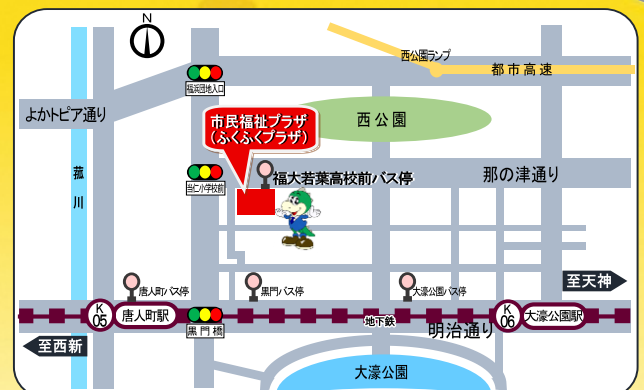 N
西公園ランプ
都市高速
福浜団地入口
よかトピア通り
市民福祉プラザ
(ふくふくプラザ)
西公園
菰川
当仁小学校前
福大若葉高校前バス停
那の津通り
唐人町バス停
黒門バス停
大濠公園バス停
至天神
K
05
唐人町駅
黒門橋
地下鉄
明治通り
K
06
大濠公園駅
至西新
大濠公園